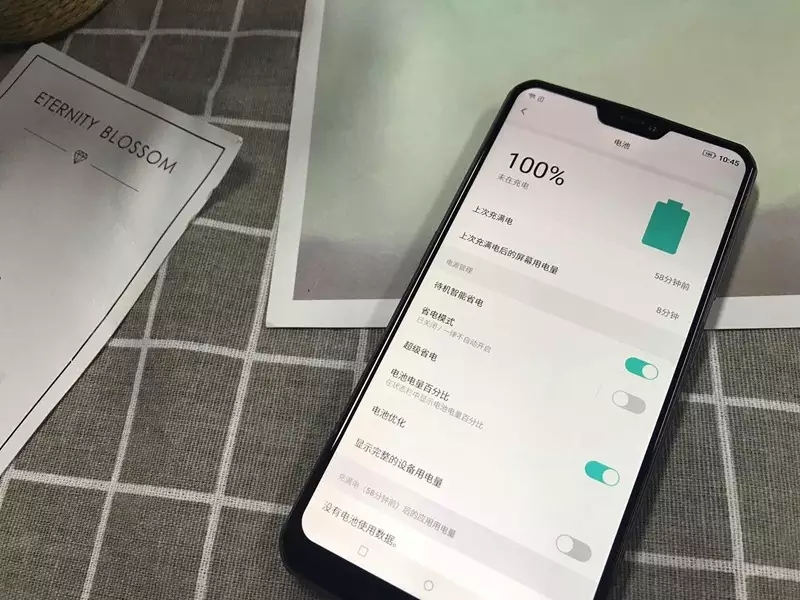 ETERNITY BLOSSOM
10:45
电池
100%
未在充电
上次充满电
58分钟前
上次充满电后的屏幕用电量
8分钟
电源管理
待机智能省电
省电模式
已关闭 / 一律不自动开启
超级省电
电池电量百分比
在状态栏中显示电池电量百分比
电池优化
显示完整的设备用电量
充满电（58分钟前）后的应用用电量
没有电池使用数据。